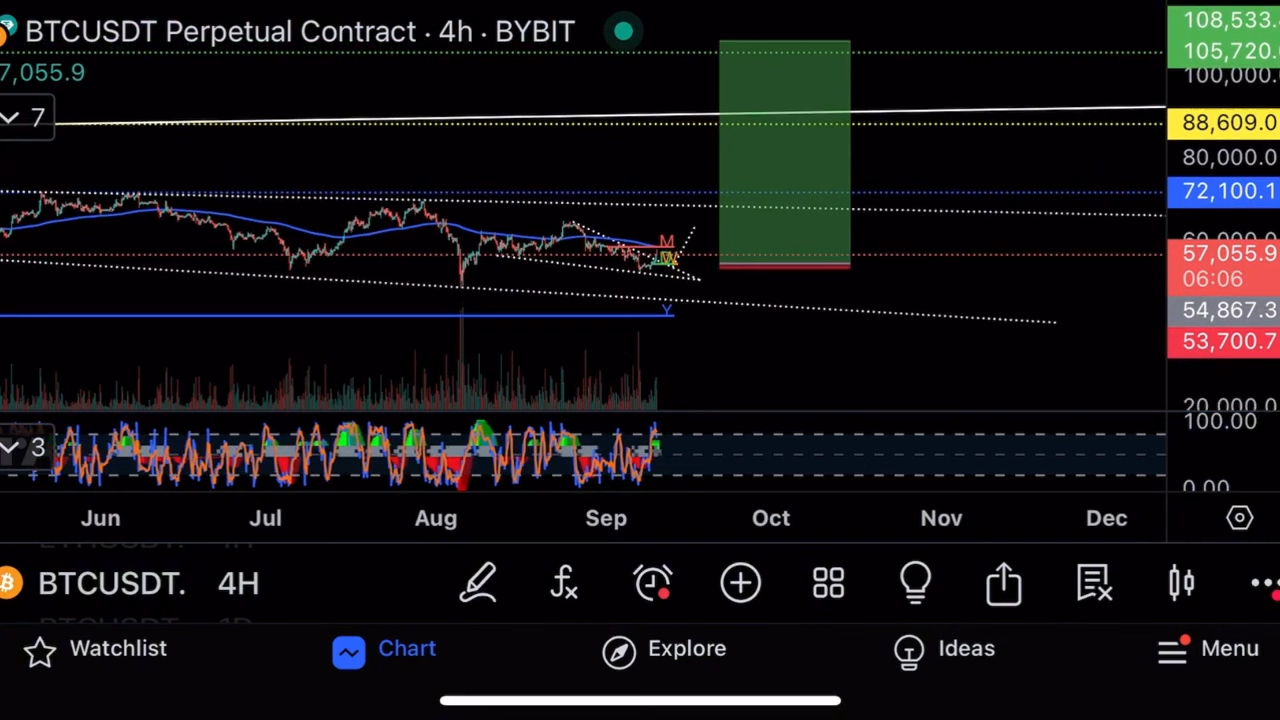 BTCUSDT Perpetual Contract · 4h · BYBIT
7,055.9
7
108,533.
105,720.
100,000.
88,609.0
80,000.0
72,100.1
60,000.0
57,055.9
06:06
54,867.3
53,700.7
20,000.0
M
Y
3
100.00
0.00
Jun Jul Aug Sep Oct Nov Dec
BTCUSDT. 4H
Watchlist Chart Explore Ideas Menu